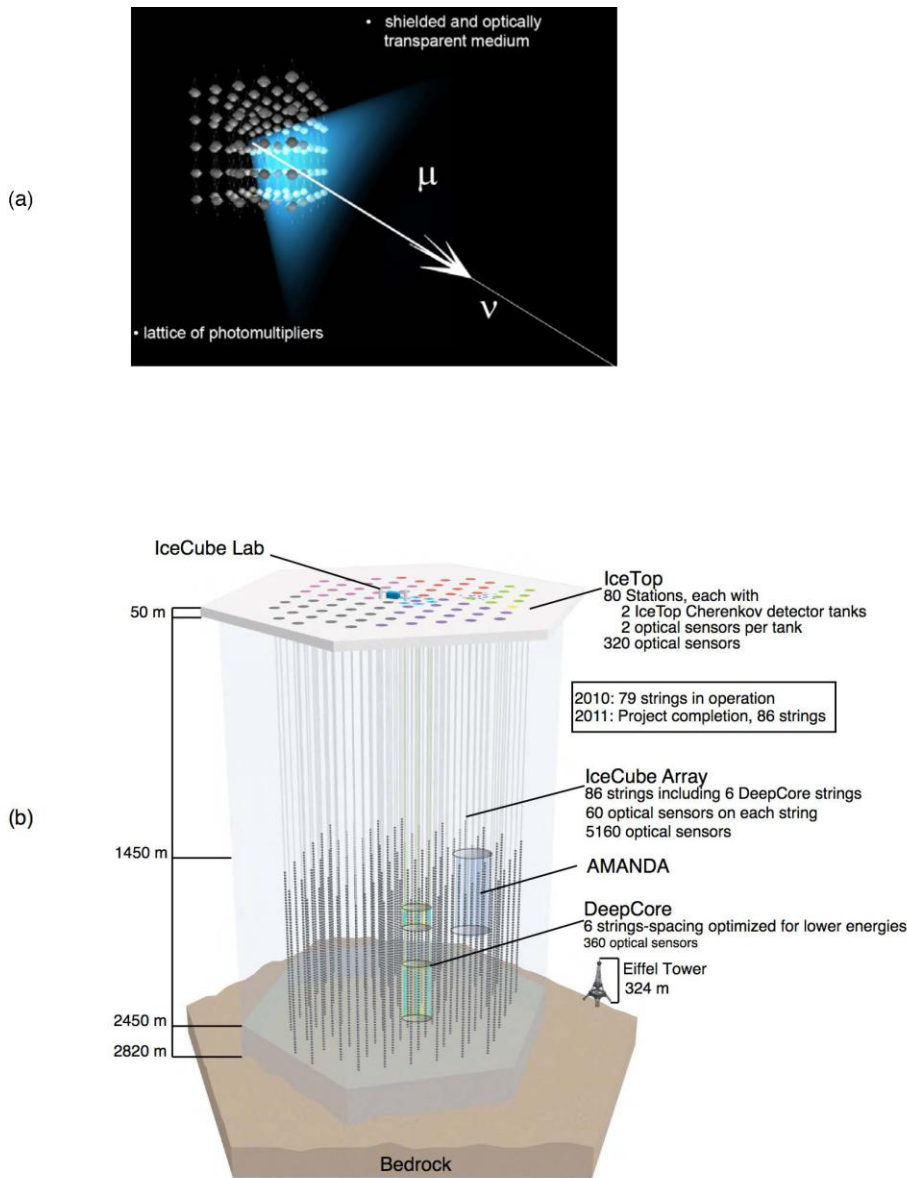 (a)
• shielded and optically
transparent medium
μ
ν
• lattice of photomultipliers
(b)
IceCube Lab
50 m
IceTop
80 Stations, each with
2 IceTop Cherenkov detector tanks
2 optical sensors per tank
320 optical sensors
2010: 79 strings in operation
2011: Project completion, 86 strings
IceCube Array
86 strings including 6 DeepCore strings
60 optical sensors on each string
5160 optical sensors
1450 m
AMANDA
DeepCore
6 strings-spacing optimized for lower energies
360 optical sensors
Eiffel Tower
324 m
2450 m
2820 m
Bedrock